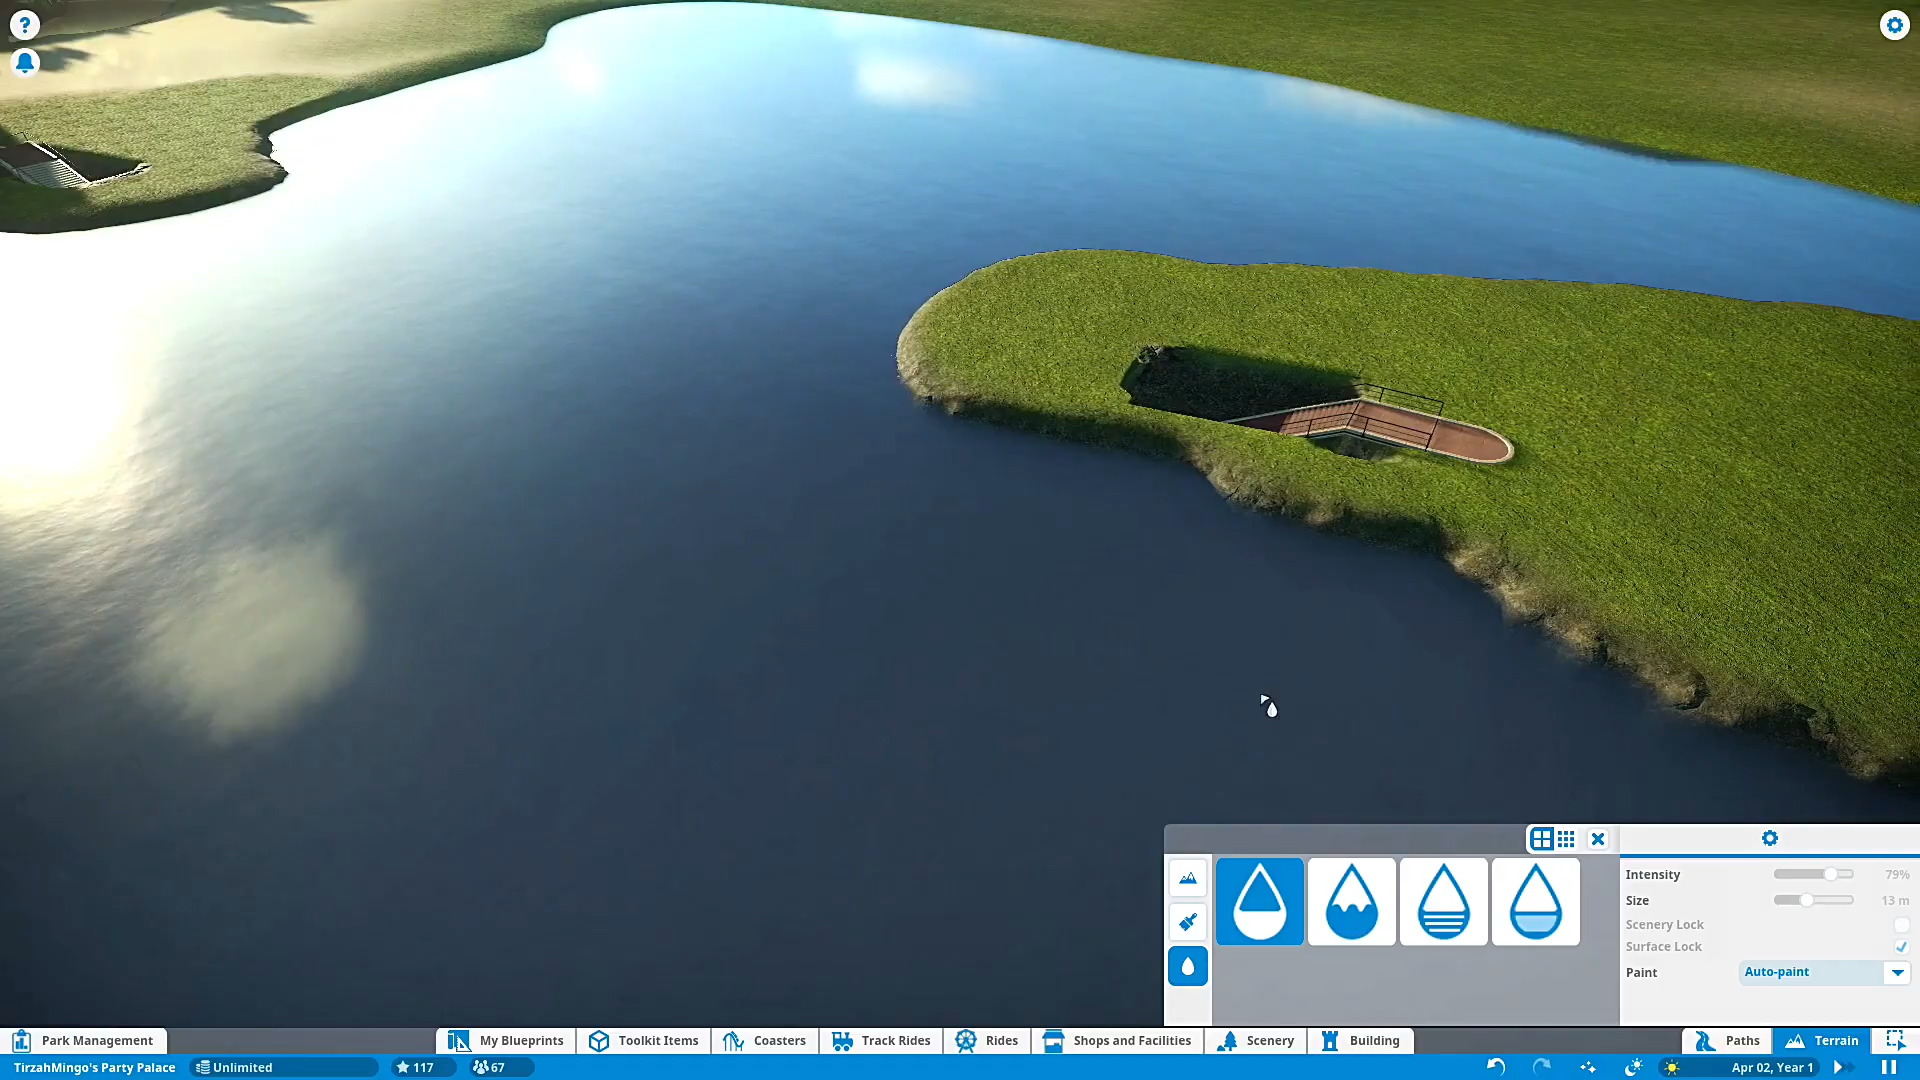 ?
Intensity 79%
Size 13 m
Scenery Lock
Surface Lock
Paint Auto-paint
Park Management My Blueprints Toolkit Items Coasters Track Rides Rides Shops and Facilities Scenery Building Paths Terrain
TirzahMingo's Party Palace Unlimited 117 67 Apr 02, Year 1